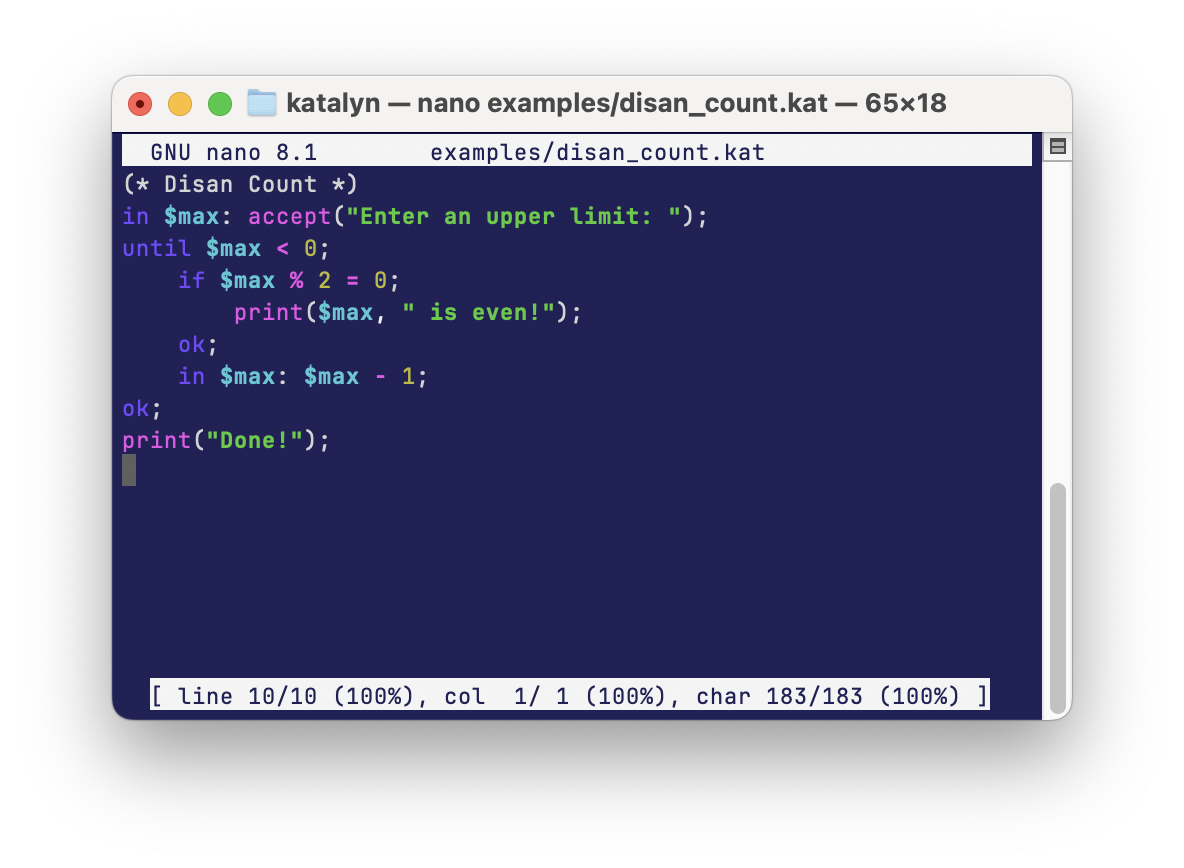 katalyn — nano examples/disan_count.kat — 65×18
GNU nano 8.1 examples/disan_count.kat
(* Disan Count *)
in $max: accept("Enter an upper limit: ");
until $max < 0;
    if $max % 2 = 0;
        print($max, " is even!");
    ok;
    in $max: $max - 1;
ok;
print("Done!");
[ line 10/10 (100%), col  1/ 1 (100%), char 183/183 (100%) ]